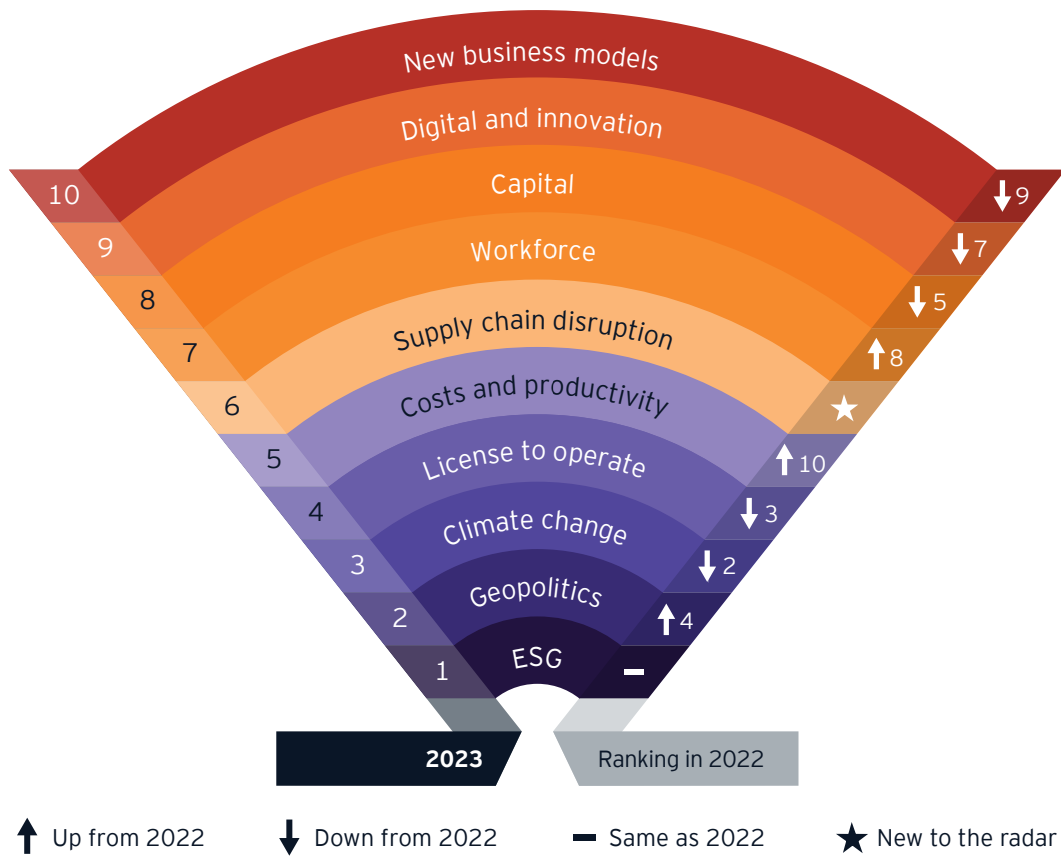 New business models
Digital and innovation
Capital
Workforce
Supply chain disruption
Costs and productivity
License to operate
Climate change
Geopolitics
ESG
10
9
8
7
6
5
4
3
2
1
↓ 9
↓ 7
↓ 5
↑ 8
★
↑ 10
↓ 3
↓ 2
↑ 4
–
2023
Ranking in 2022
↑ Up from 2022
↓ Down from 2022
– Same as 2022
★ New to the radar